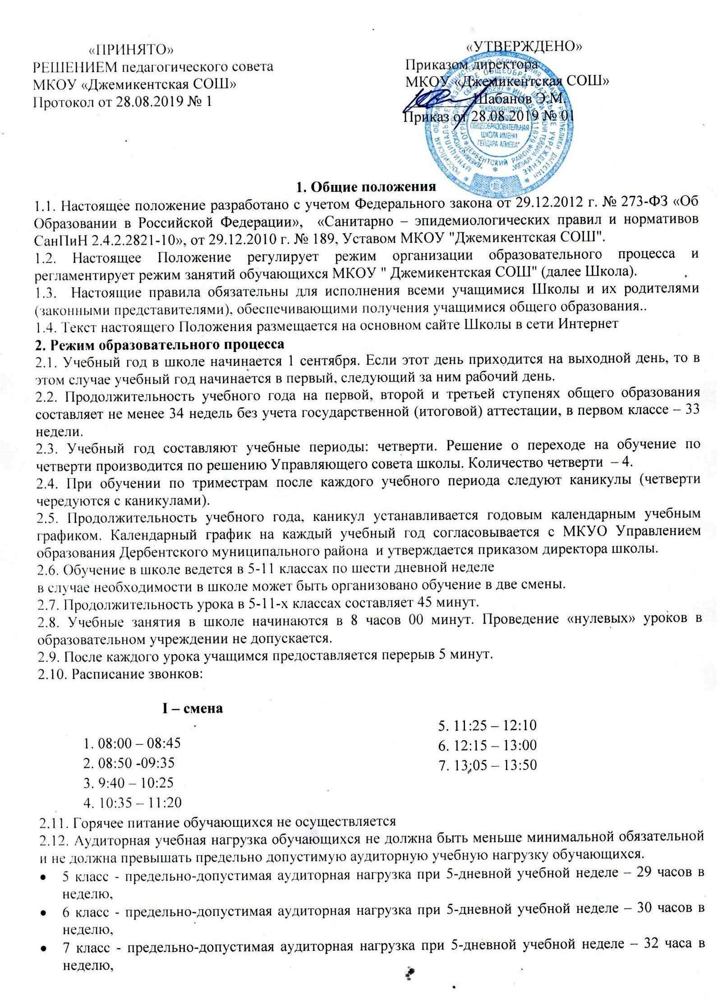 «ПРИНЯТО»
РЕШЕНИЕМ педагогического совета
МКОУ «Джемикентская СОШ»
Протокол от 28.08.2019 № 1
«УТВЕРЖДЕНО»
Приказом директора
МКОУ «Джемикентская СОШ»
Шабанов Э.М.
Приказ от 28.08.2019 № 01
ОБЩЕОБРАЗОВАТЕЛЬНАЯ
ШКОЛА ИМЕНИ
ГЕЙДАРА АЛИЕВА"
1. Общие положения
1.1. Настоящее положение разработано с учетом Федерального закона от 29.12.2012 г. № 273-ФЗ «Об
Образовании в Российской Федерации», «Санитарно – эпидемиологических правил и нормативов
СанПиН 2.4.2.2821-10», от 29.12.2010 г. № 189, Уставом МКОУ "Джемикентская СОШ".
1.2. Настоящее Положение регулирует режим организации образовательного процесса и
регламентирует режим занятий обучающихся МКОУ " Джемикентская СОШ" (далее Школа).
1.3. Настоящие правила обязательны для исполнения всеми учащимися Школы и их родителями
(законными представителями), обеспечивающими получения учащимися общего образования..
1.4. Текст настоящего Положения размещается на основном сайте Школы в сети Интернет
2. Режим образовательного процесса
2.1. Учебный год в школе начинается 1 сентября. Если этот день приходится на выходной день, то в
этом случае учебный год начинается в первый, следующий за ним рабочий день.
2.2. Продолжительность учебного года на первой, второй и третьей ступенях общего образования
составляет не менее 34 недель без учета государственной (итоговой) аттестации, в первом классе – 33
недели.
2.3. Учебный год составляют учебные периоды: четверти. Решение о переходе на обучение по
четверти производится по решению Управляющего совета школы. Количество четверти – 4.
2.4. При обучении по триместрам после каждого учебного периода следуют каникулы (четверти
чередуются с каникулами).
2.5. Продолжительность учебного года, каникул устанавливается годовым календарным учебным
графиком. Календарный график на каждый учебный год согласовывается с МКУО Управлением
образования Дербентского муниципального района и утверждается приказом директора школы.
2.6. Обучение в школе ведется в 5-11 классах по шести дневной неделе
в случае необходимости в школе может быть организовано обучение в две смены.
2.7. Продолжительность урока в 5-11-х классах составляет 45 минут.
2.8. Учебные занятия в школе начинаются в 8 часов 00 минут. Проведение «нулевых» уроков в
образовательном учреждении не допускается.
2.9. После каждого урока учащимся предоставляется перерыв 5 минут.
2.10. Расписание звонков:
I – смена
1. 08:00 – 08:45
2. 08:50 -09:35
3. 9:40 – 10:25
4. 10:35 – 11:20
5. 11:25 – 12:10
6. 12:15 – 13:00
7. 13:05 – 13:50
2.11. Горячее питание обучающихся не осуществляется
2.12. Аудиторная учебная нагрузка обучающихся не должна быть меньше минимальной обязательной
и не должна превышать предельно допустимую аудиторную учебную нагрузку обучающихся.
• 5 класс - предельно-допустимая аудиторная нагрузка при 5-дневной учебной неделе – 29 часов в
неделю,
• 6 класс - предельно-допустимая аудиторная нагрузка при 5-дневной учебной неделе – 30 часов в
неделю,
• 7 класс - предельно-допустимая аудиторная нагрузка при 5-дневной учебной неделе – 32 часа в
неделю,